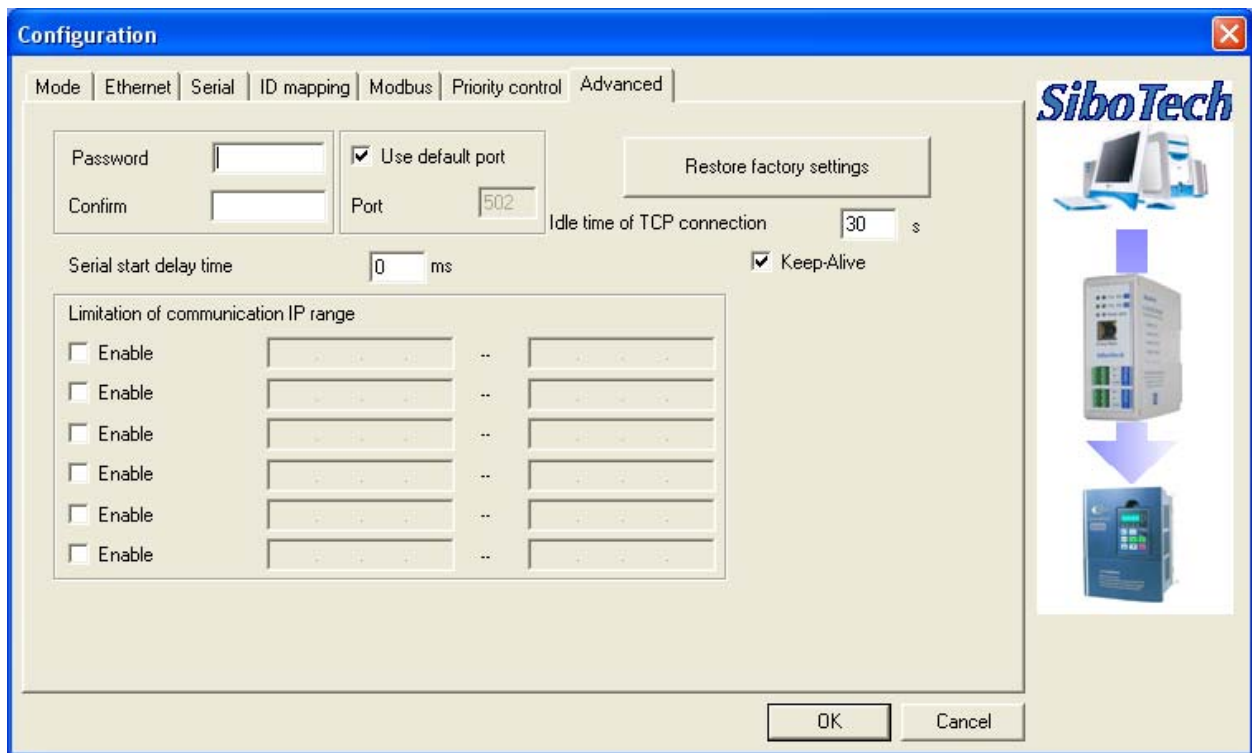 Configuration
Mode Ethernet Serial ID mapping Modbus Priority control Advanced
SiboTech
Password
Confirm
Use default port
Port 502
Restore factory settings
Idle time of TCP connection 30 s
Serial start delay time 0 ms
Keep-Alive
Limitation of communication IP range
Enable . . . -- . . .
Enable . . . -- . . .
Enable . . . -- . . .
Enable . . . -- . . .
Enable . . . -- . . .
Enable . . . -- . . .
OK Cancel